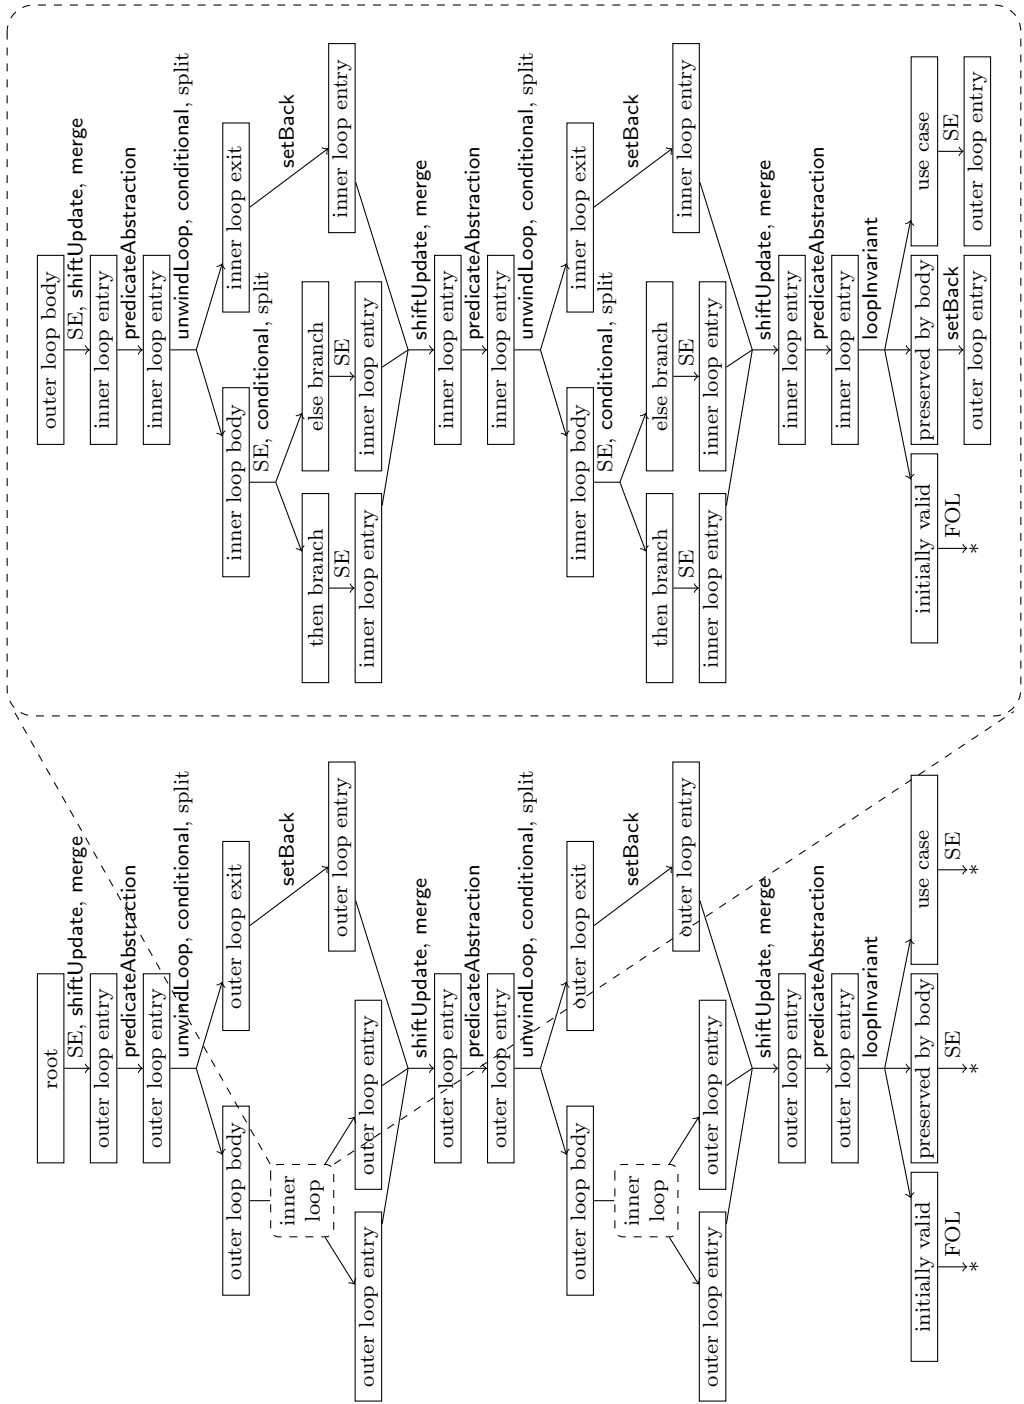 root
SE, shiftUpdate, merge
outer loop entry
predicateAbstraction
outer loop entry
unwindLoop, conditional, split
outer loop body
outer loop exit
inner
loop
setBack
outer loop entry
outer loop entry
outer loop entry
shiftUpdate, merge
outer loop entry
predicateAbstraction
outer loop entry
unwindLoop, conditional, split
outer loop body
outer loop exit
inner
loop
setBack
outer loop entry
outer loop entry
outer loop entry
shiftUpdate, merge
outer loop entry
predicateAbstraction
outer loop entry
loopInvariant
initially valid
preserved by body
use case
FOL
SE
SE
*
*
*
outer loop body
SE, shiftUpdate, merge
inner loop entry
predicateAbstraction
inner loop entry
unwindLoop, conditional, split
inner loop body
inner loop exit
SE, conditional, split
setBack
then branch
else branch
SE
SE
inner loop entry
inner loop entry
inner loop entry
shiftUpdate, merge
inner loop entry
predicateAbstraction
inner loop entry
unwindLoop, conditional, split
inner loop body
inner loop exit
SE, conditional, split
setBack
then branch
else branch
SE
SE
inner loop entry
inner loop entry
inner loop entry
shiftUpdate, merge
inner loop entry
predicateAbstraction
inner loop entry
loopInvariant
initially valid
preserved by body
use case
FOL
setBack
SE
*
outer loop entry
outer loop entry